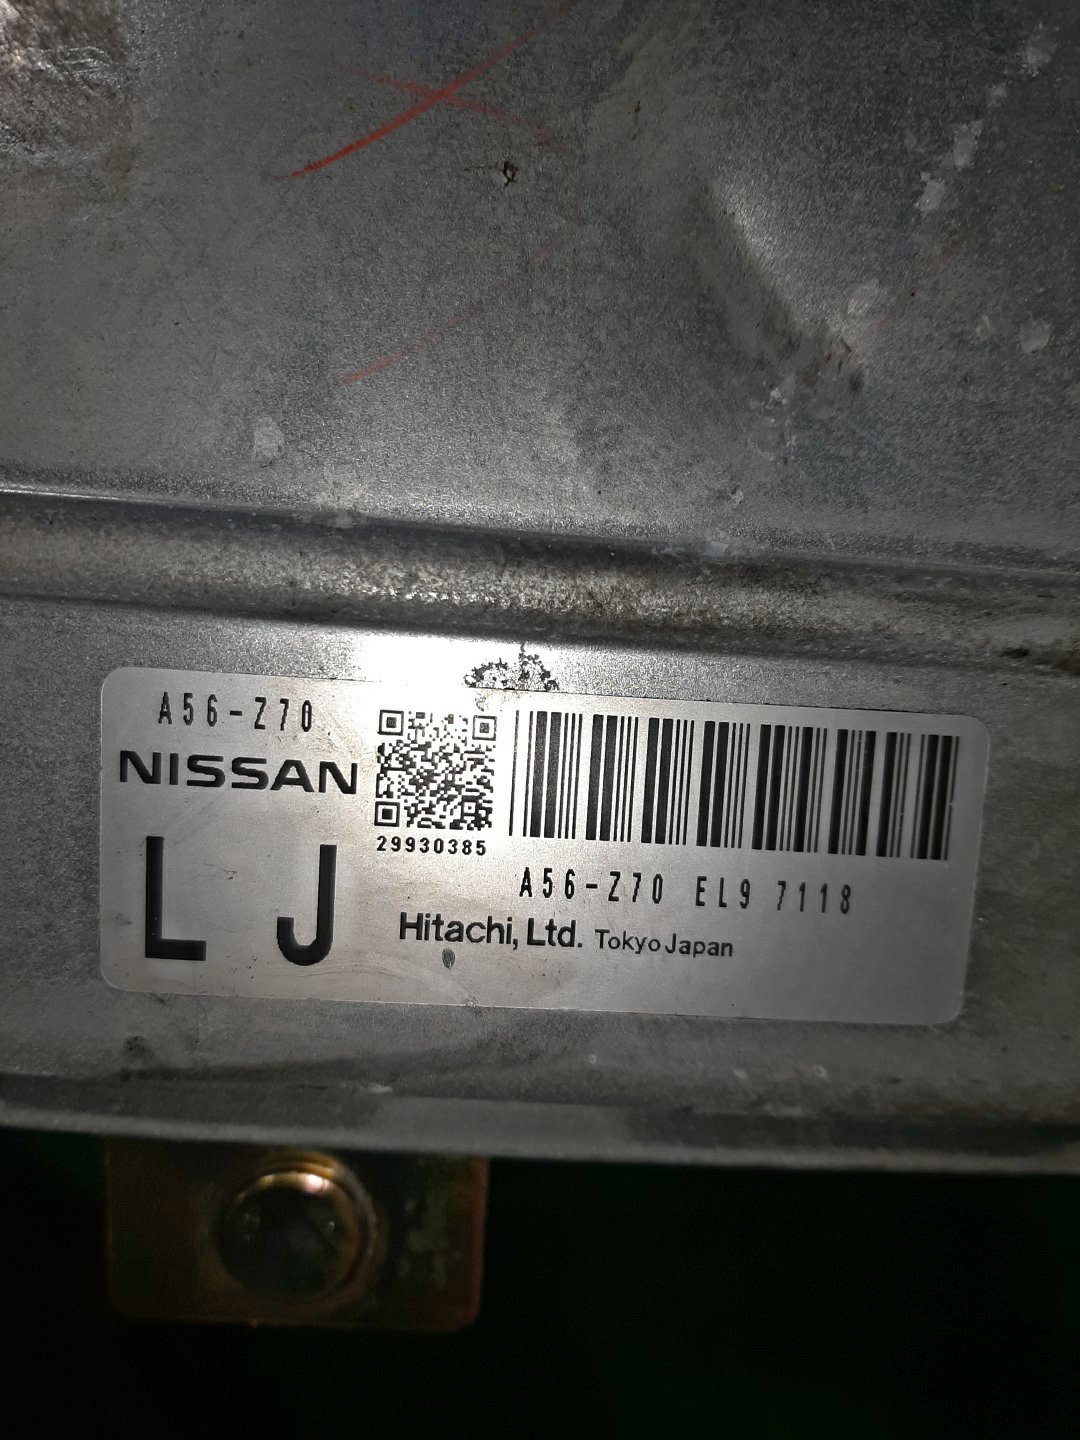 A56-Z70
NISSAN
L J
29930385
A56-Z70 EL9 7118
Hitachi, Ltd. Tokyo Japan